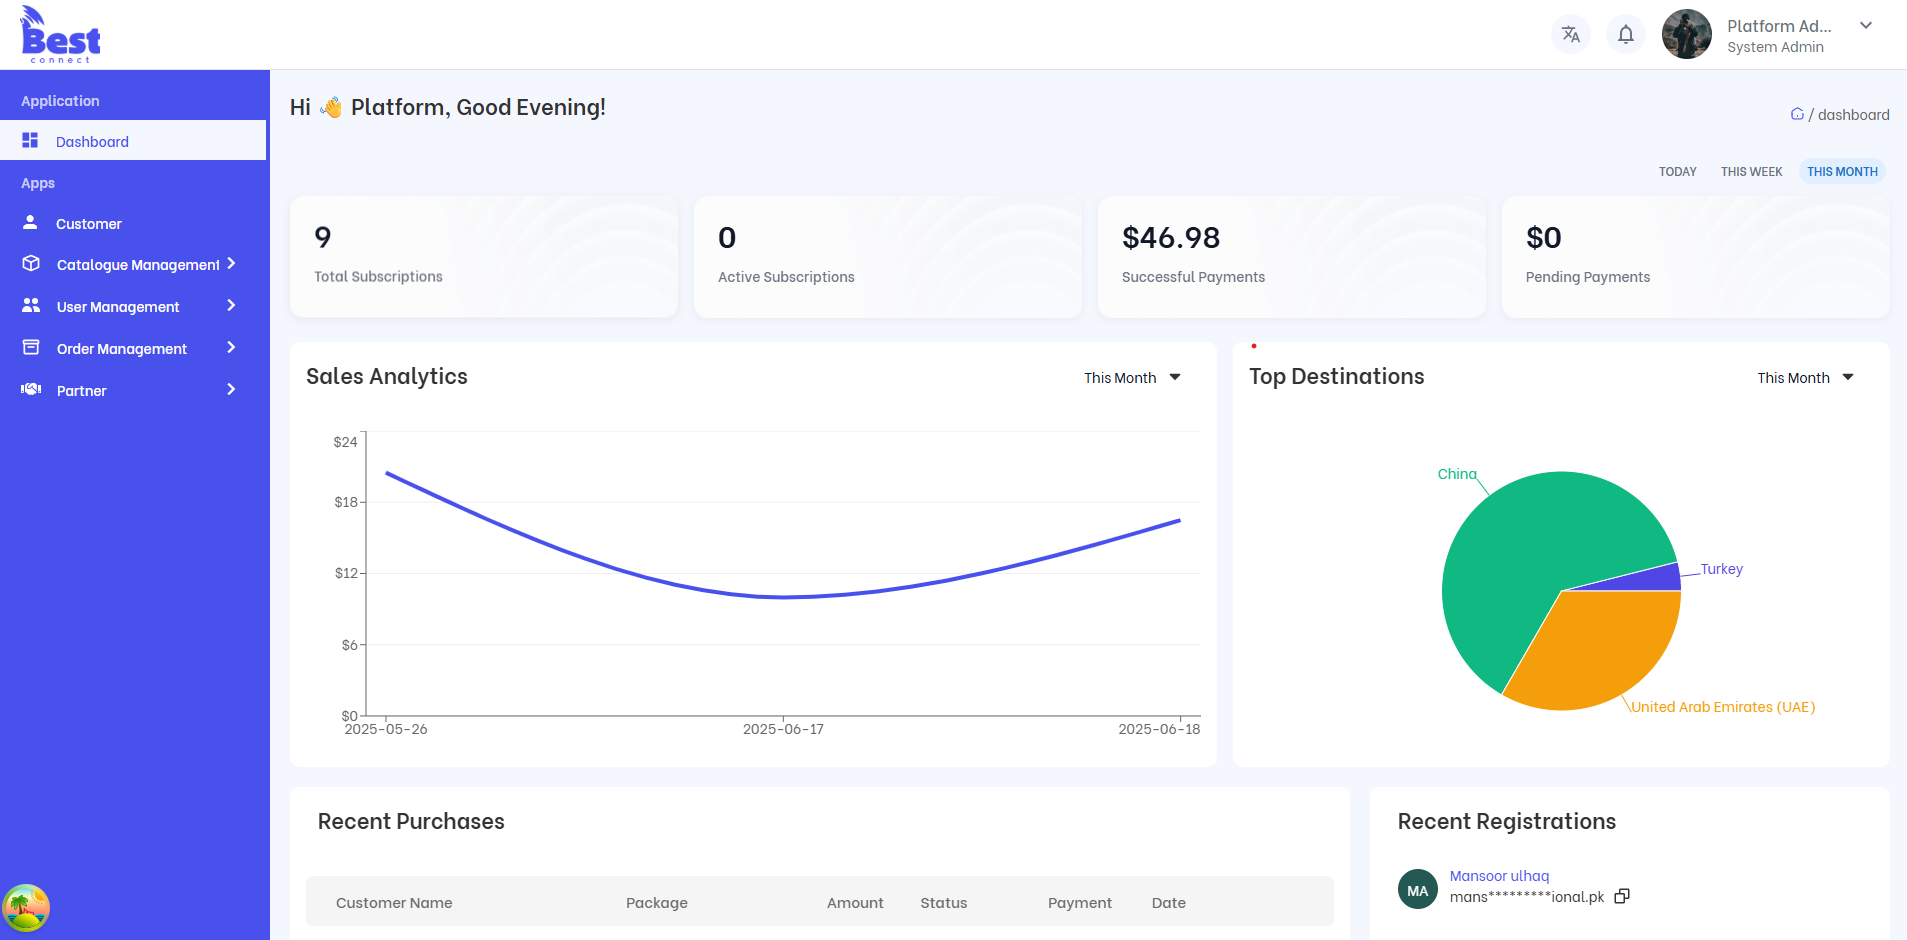 Best
connect
Platform Ad...
System Admin
Application
Dashboard
Apps
Customer
Catalogue Management
User Management
Order Management
Partner
Hi 👋 Platform, Good Evening!
/ dashboard
TODAY THIS WEEK THIS MONTH
9
Total Subscriptions
0
Active Subscriptions
$46.98
Successful Payments
$0
Pending Payments
Sales Analytics
This Month
$24
$18
$12
$6
$0
2025-05-26 2025-06-17 2025-06-18
Top Destinations
This Month
China
Turkey
United Arab Emirates (UAE)
Recent Purchases
Customer Name Package Amount Status Payment Date
Recent Registrations
MA
Mansoor ulhaq
mans*********ional.pk